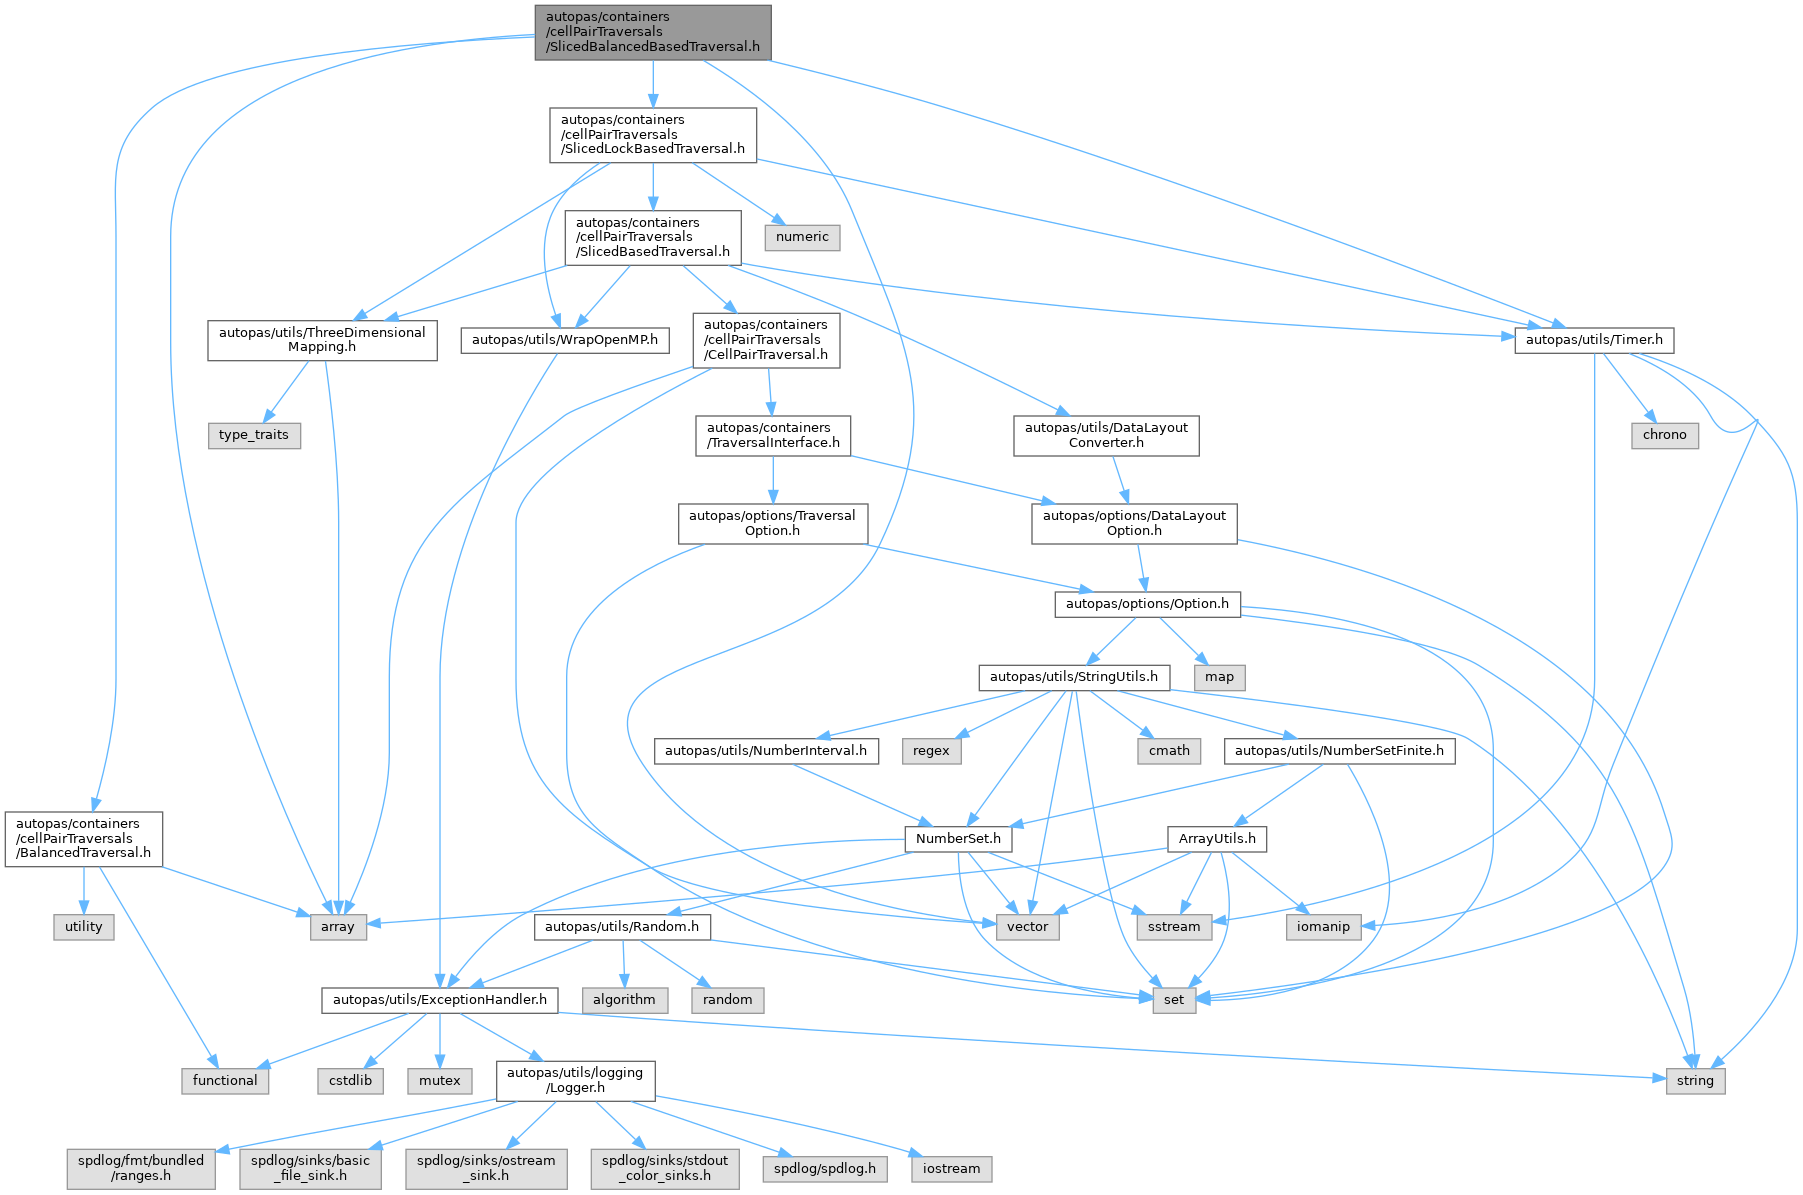 autopas/containers
/cellPairTraversals
/SlicedBalancedBasedTraversal.h
autopas/containers
/cellPairTraversals
/SlicedLockBasedTraversal.h
autopas/containers
/cellPairTraversals
/SlicedBasedTraversal.h
numeric
autopas/utils/ThreeDimensional
Mapping.h
autopas/utils/WrapOpenMP.h
autopas/containers
/cellPairTraversals
/CellPairTraversal.h
autopas/utils/Timer.h
type_traits
autopas/containers
/TraversalInterface.h
autopas/utils/DataLayout
Converter.h
chrono
autopas/options/Traversal
Option.h
autopas/options/DataLayout
Option.h
autopas/options/Option.h
autopas/utils/StringUtils.h
map
autopas/utils/NumberInterval.h
regex
cmath
autopas/utils/NumberSetFinite.h
autopas/containers
/cellPairTraversals
/BalancedTraversal.h
NumberSet.h
ArrayUtils.h
utility
array
autopas/utils/Random.h
vector
sstream
iomanip
autopas/utils/ExceptionHandler.h
algorithm
random
set
functional
cstdlib
mutex
autopas/utils/logging
/Logger.h
string
spdlog/fmt/bundled
/ranges.h
spdlog/sinks/basic
_file_sink.h
spdlog/sinks/ostream
_sink.h
spdlog/sinks/stdout
_color_sinks.h
spdlog/spdlog.h
iostream